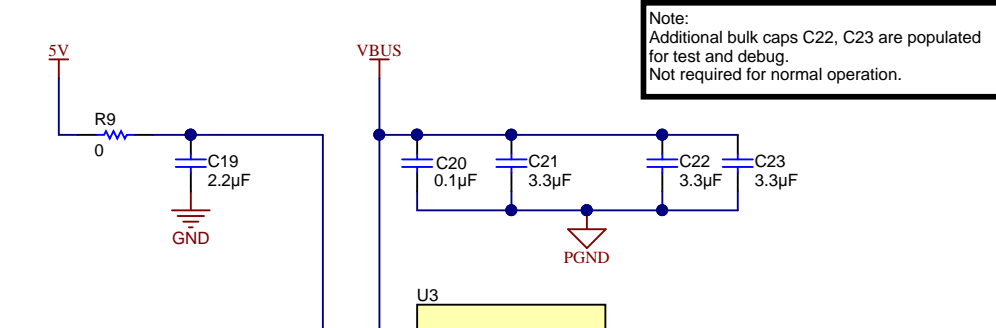 Note:
Additional bulk caps C22, C23 are populated
for test and debug.
Not required for normal operation.
5V
VBUS
R9
0
C19
2.2µF
GND
C20
0.1µF
C21
3.3µF
C22
3.3µF
C23
3.3µF
PGND
U3